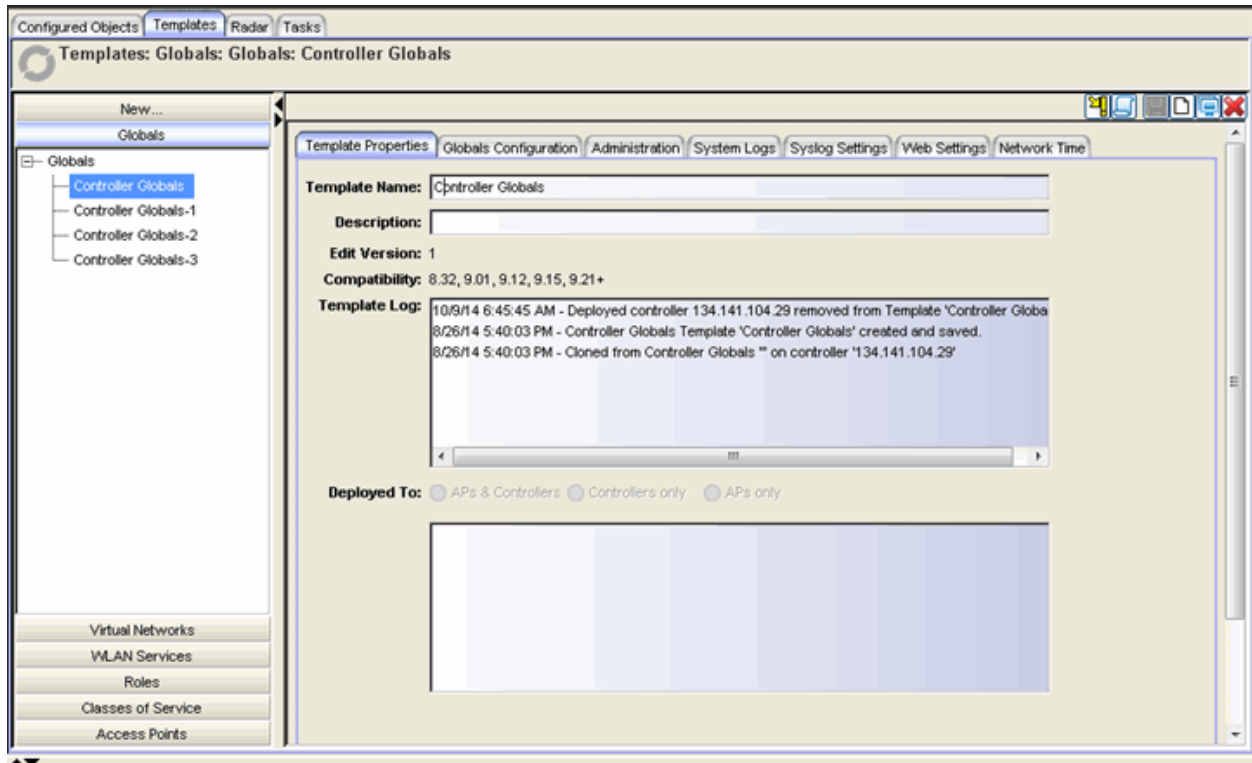 Configured Objects Templates Radar Tasks
Templates: Globals: Globals: Controller Globals
New...
Globals
Globals
Controller Globals
Controller Globals-1
Controller Globals-2
Controller Globals-3
Virtual Networks
WLAN Services
Roles
Classes of Service
Access Points
Template Properties Globals Configuration Administration System Logs Syslog Settings Web Settings Network Time
Template Name: Controller Globals
Description:
Edit Version: 1
Compatibility: 8.32, 9.01, 9.12, 9.15, 9.21+
Template Log: 10/9/14 6:45:45 AM - Deployed controller 134.141.104.29 removed from Template 'Controller Globa
8/26/14 5:40:03 PM - Controller Globals Template 'Controller Globals' created and saved.
8/26/14 5:40:03 PM - Cloned from Controller Globals '" on controller '134.141.104.29'
Deployed To: APs & Controllers Controllers only APs only